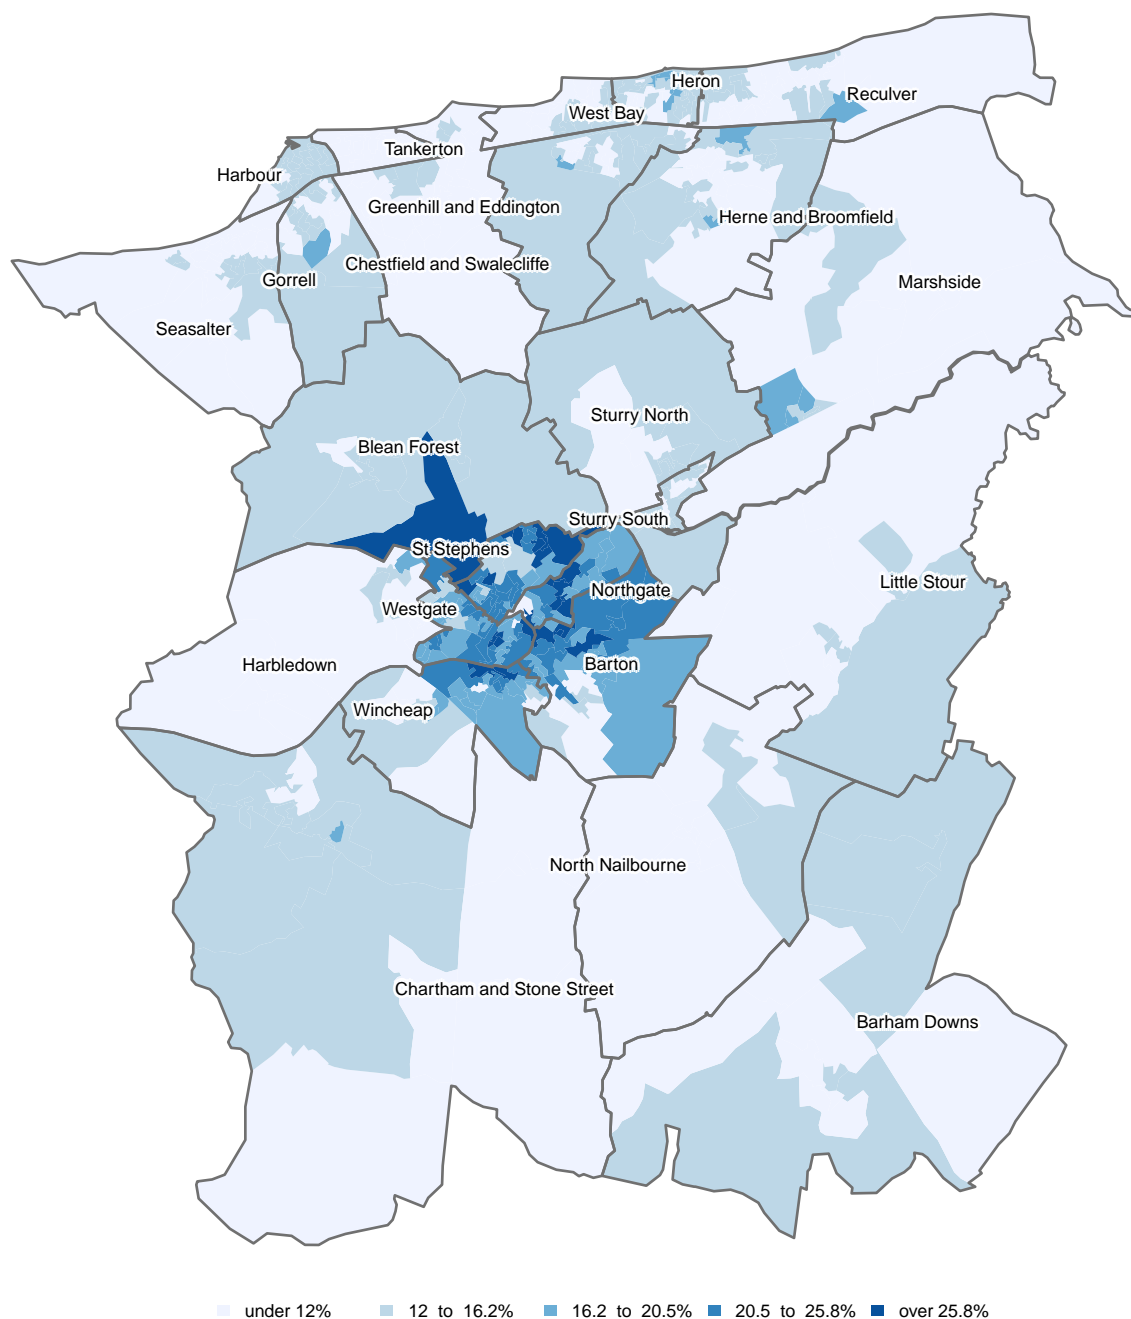 Heron
Reculver
West Bay
Tankerton
Harbour
Greenhill and Eddington
Herne and Broomfield
Chestfield and Swalecliffe
Gorrell
Marshside
Seasalter
Sturry North
Blean Forest
Sturry South
St Stephens
Little Stour
Northgate
Westgate
Harbledown
Barton
Wincheap
North Nailbourne
Chartham and Stone Street
Barham Downs
under 12%
12 to 16.2%
16.2 to 20.5%
20.5 to 25.8%
over 25.8%